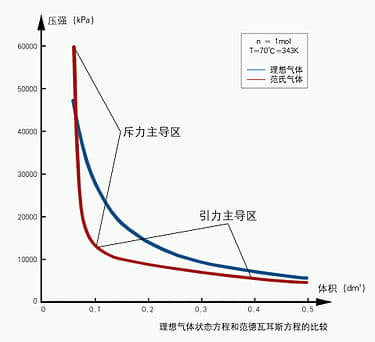 压强 (kPa)
n = 1mol
T=70℃=343K
理想气体
范氏气体
60000
50000
40000
30000
20000
10000
0
斥力主导区
引力主导区
体积 (dm³)
0 0.1 0.2 0.3 0.4 0.5
理想气体状态方程和范德瓦耳斯方程的比较